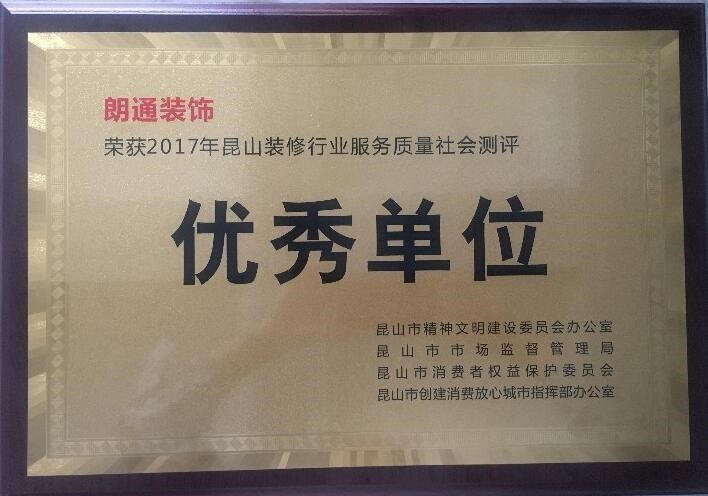 朗通装饰
荣获2017年昆山装修行业服务质量社会测评
优秀单位
昆山市精神文明建设委员会办公室
昆山市市场监督管理局
昆山市消费者权益保护委员会
昆山市创建消费放心城市指挥部办公室